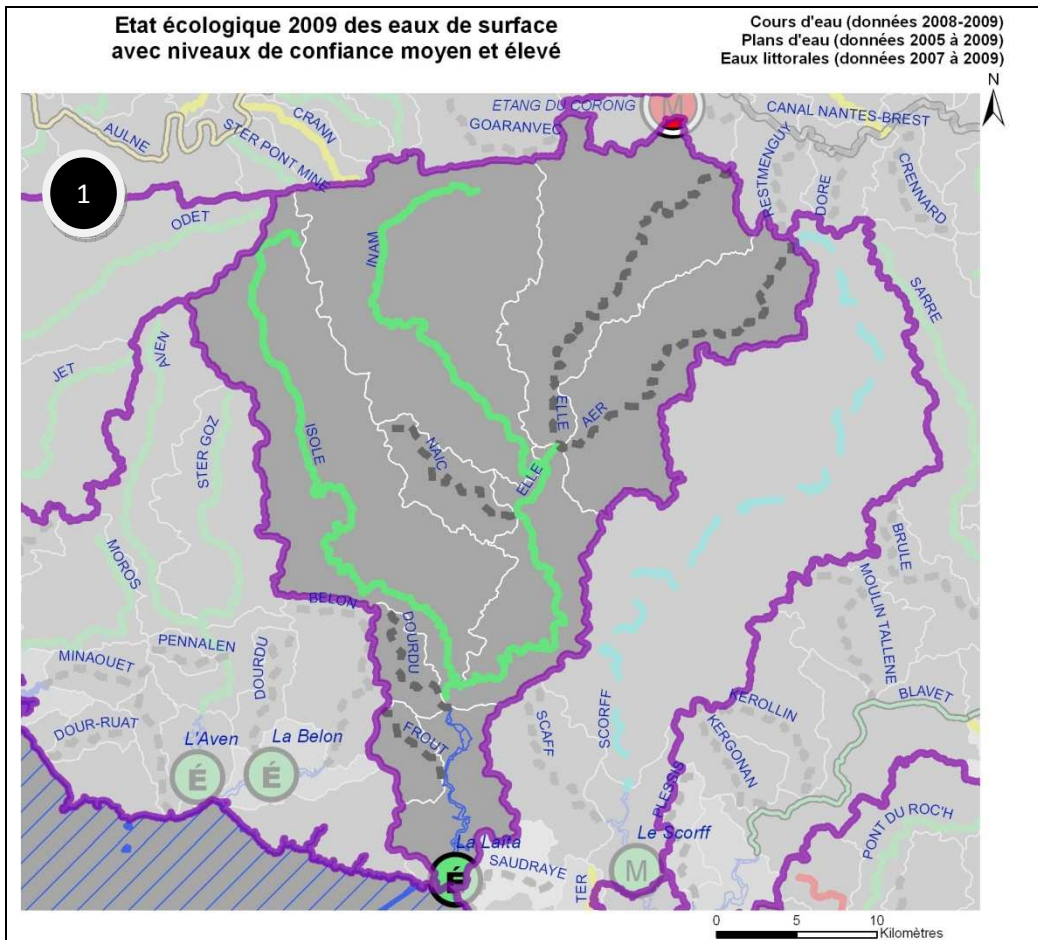 Etat écologique 2009 des eaux de surface
avec niveaux de confiance moyen et élevé
Cours d'eau (données 2008-2009)
Plans d'eau (données 2005 à 2009)
Eaux littorales (données 2007 à 2009)
N
1
AULNE
STER PONT MINE
CRANN
ETANG DU CORONG
M
GOARANVEC
CANAL NANTES-BREST
RESTMENGUY
DORE
CRENNARD
ODET
INAM
SARRE
JET
AVEN
STER GOZ
ISOLE
NAIC
ELLE
ELLE
AER
MOROS
BELON
DOURDU
BRULE
MOULIN TALLENE
PENNALEN
MINAOUET
DOURDU
DOUR-RUAT
L'Aven
É
La Belon
É
FROUT
SCAFF
SCORFF
KEROLLIN
KERGONAN
BLAVET
PLESSIS
La Laïta
É
SAUDRAYE
TER
Le Scorff
M
PONT DU ROC'H
0 5 10
Kilomètres